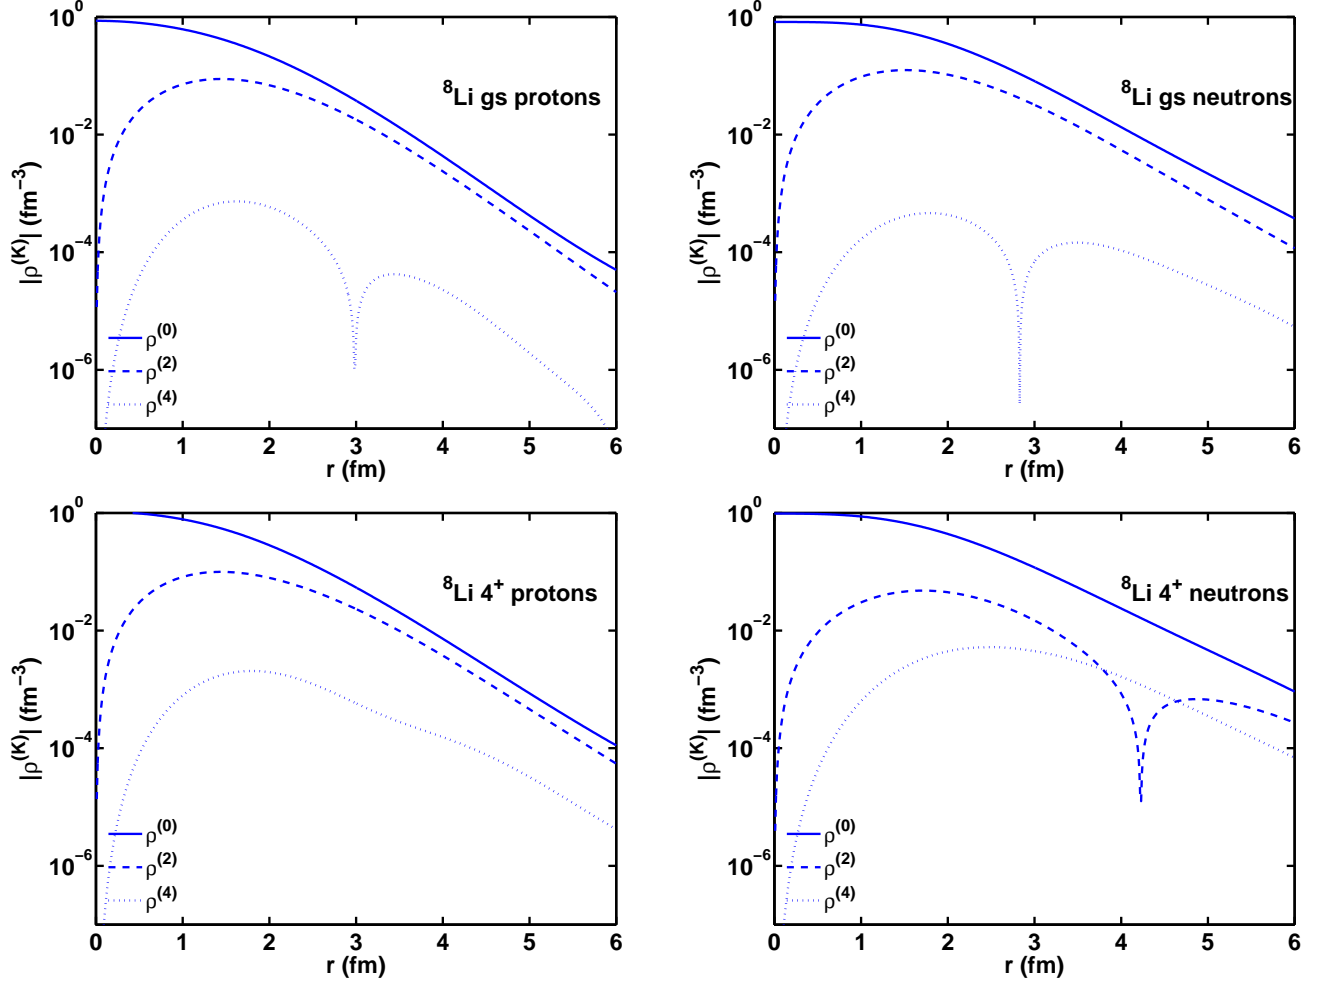 10^0
10^−2
10^−4
10^−6
|ρ^(K)| (fm^−3)
^8Li gs protons
ρ^(0)
ρ^(2)
ρ^(4)
0 1 2 3 4 5 6
r (fm)
10^0
10^−2
10^−4
10^−6
|ρ^(K)| (fm^−3)
^8Li gs neutrons
ρ^(0)
ρ^(2)
ρ^(4)
0 1 2 3 4 5 6
r (fm)
10^0
10^−2
10^−4
10^−6
|ρ^(K)| (fm^−3)
^8Li 4^+ protons
ρ^(0)
ρ^(2)
ρ^(4)
0 1 2 3 4 5 6
r (fm)
10^0
10^−2
10^−4
10^−6
|ρ^(K)| (fm^−3)
^8Li 4^+ neutrons
ρ^(0)
ρ^(2)
ρ^(4)
0 1 2 3 4 5 6
r (fm)